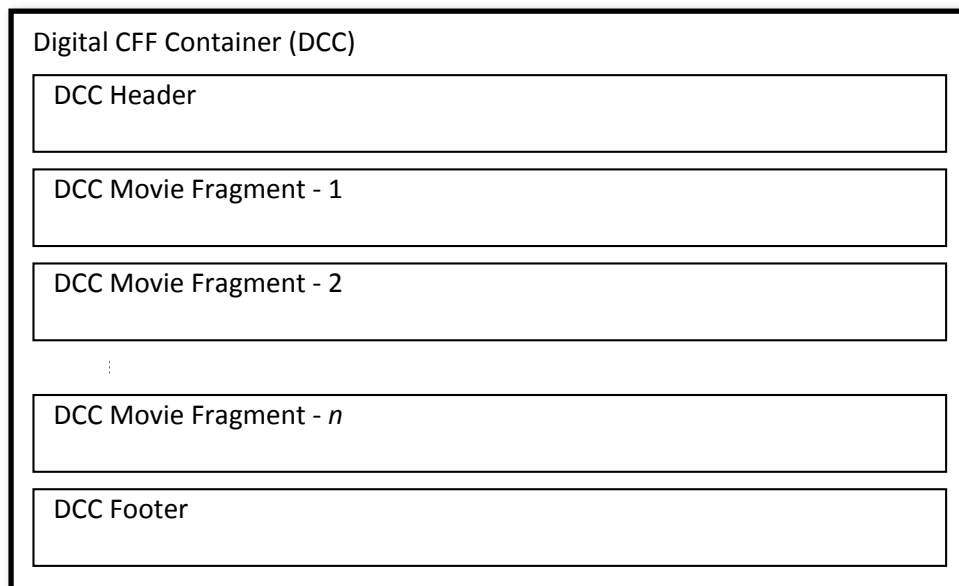 Digital CFF Container (DCC)
DCC Header
DCC Movie Fragment - 1
DCC Movie Fragment - 2
⋮
DCC Movie Fragment - n
DCC Footer